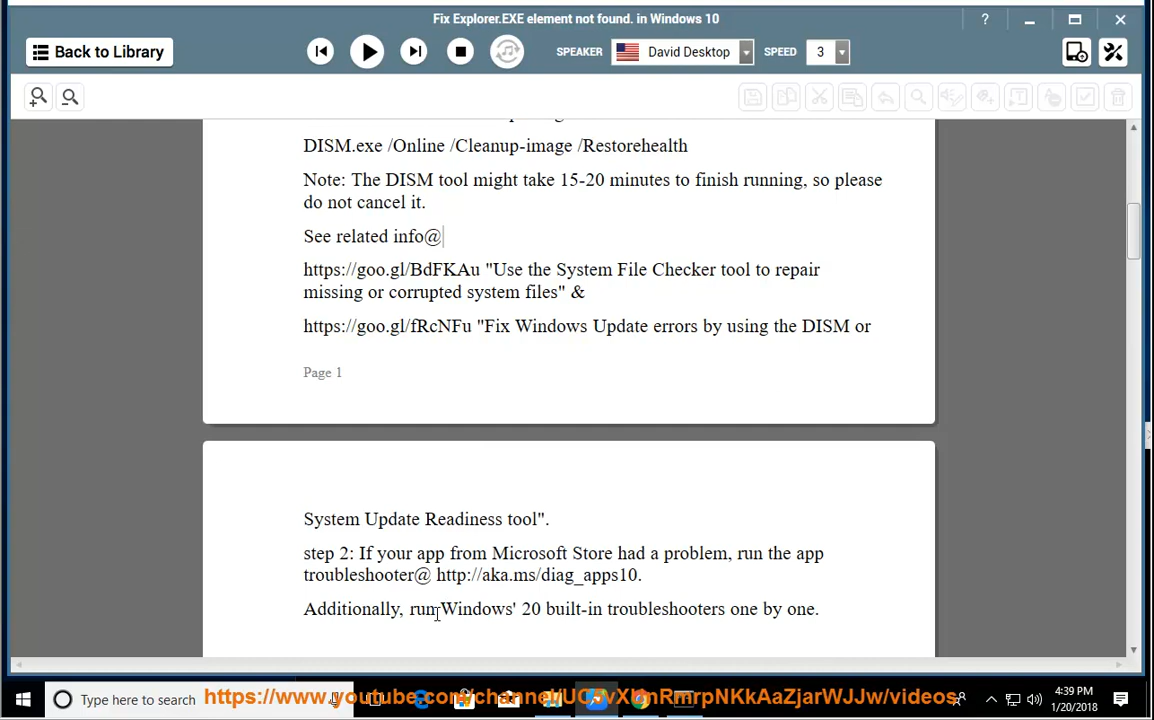 Fix Explorer.EXE element not found. in Windows 10
?
Back to Library
SPEAKER
David Desktop
SPEED
3
DISM.exe /Online /Cleanup-image /Restorehealth
Note: The DISM tool might take 15-20 minutes to finish running, so please
do not cancel it.
See related info@
https://goo.gl/BdFKAu "Use the System File Checker tool to repair
missing or corrupted system files" &
https://goo.gl/fRcNFu "Fix Windows Update errors by using the DISM or
Page 1
System Update Readiness tool".
step 2: If your app from Microsoft Store had a problem, run the app
troubleshooter@ http://aka.ms/diag_apps10.
Additionally, run Windows' 20 built-in troubleshooters one by one.
Type here to search
4:39 PM
1/20/2018